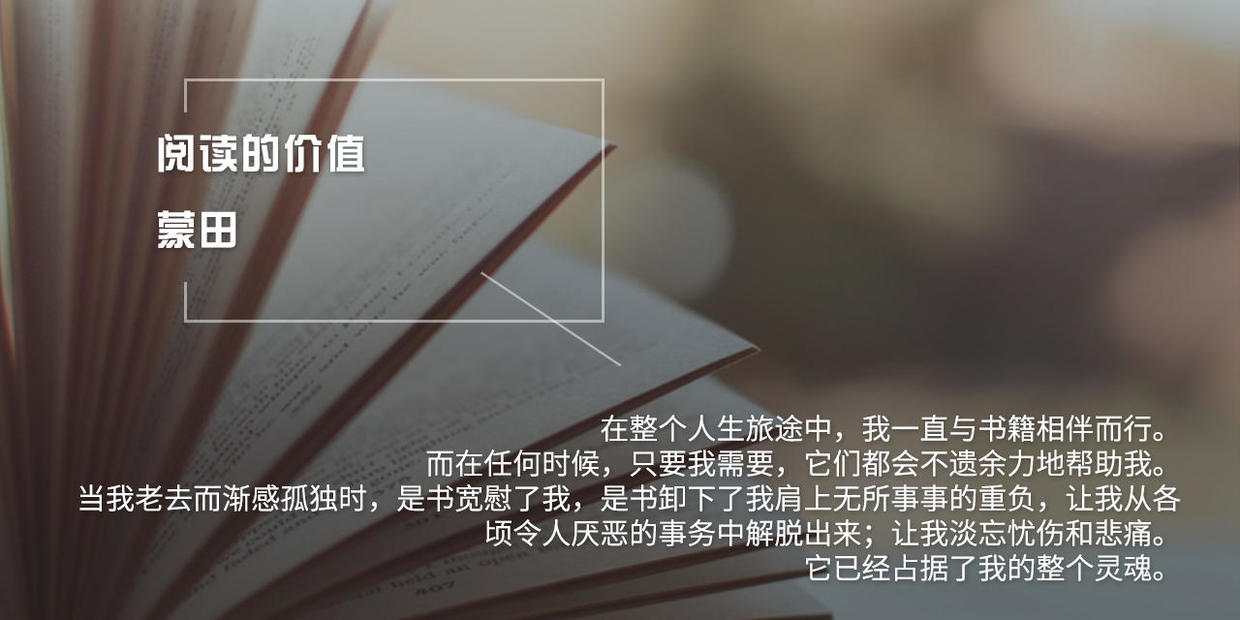 阅读的价值
蒙田
在整个人生旅途中，我一直与书籍相伴而行。
而在任何时候，只要我需要，它们都会不遗余力地帮助我。
当我老去而渐感孤独时，是书宽慰了我，是书卸下了我肩上无所事事的重负，让我从各
顷令人厌恶的事务中解脱出来；让我淡忘忧伤和悲痛。
它已经占据了我的整个灵魂。
407